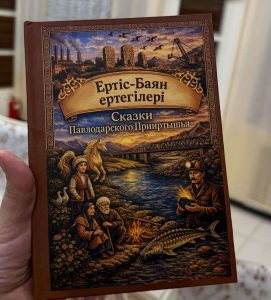 Ертіс-Баян
ертегілері
Сказки
Павлодарского Прииртышья